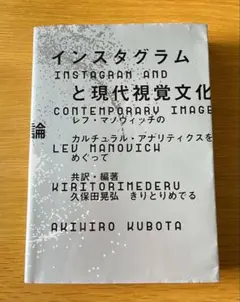 インスタグラム
INSTAGRAM AND
と現代視覚文化
CONTEMPORARY IMAGE
論
レフ・マノヴィッチの
カルチュラル・アナリティクスを
LEV MANOVICH
めぐって
共訳・編著
KIRITORIMEDERU
久保田晃弘 きりとりめでる
AKIHIRO KUBOTA